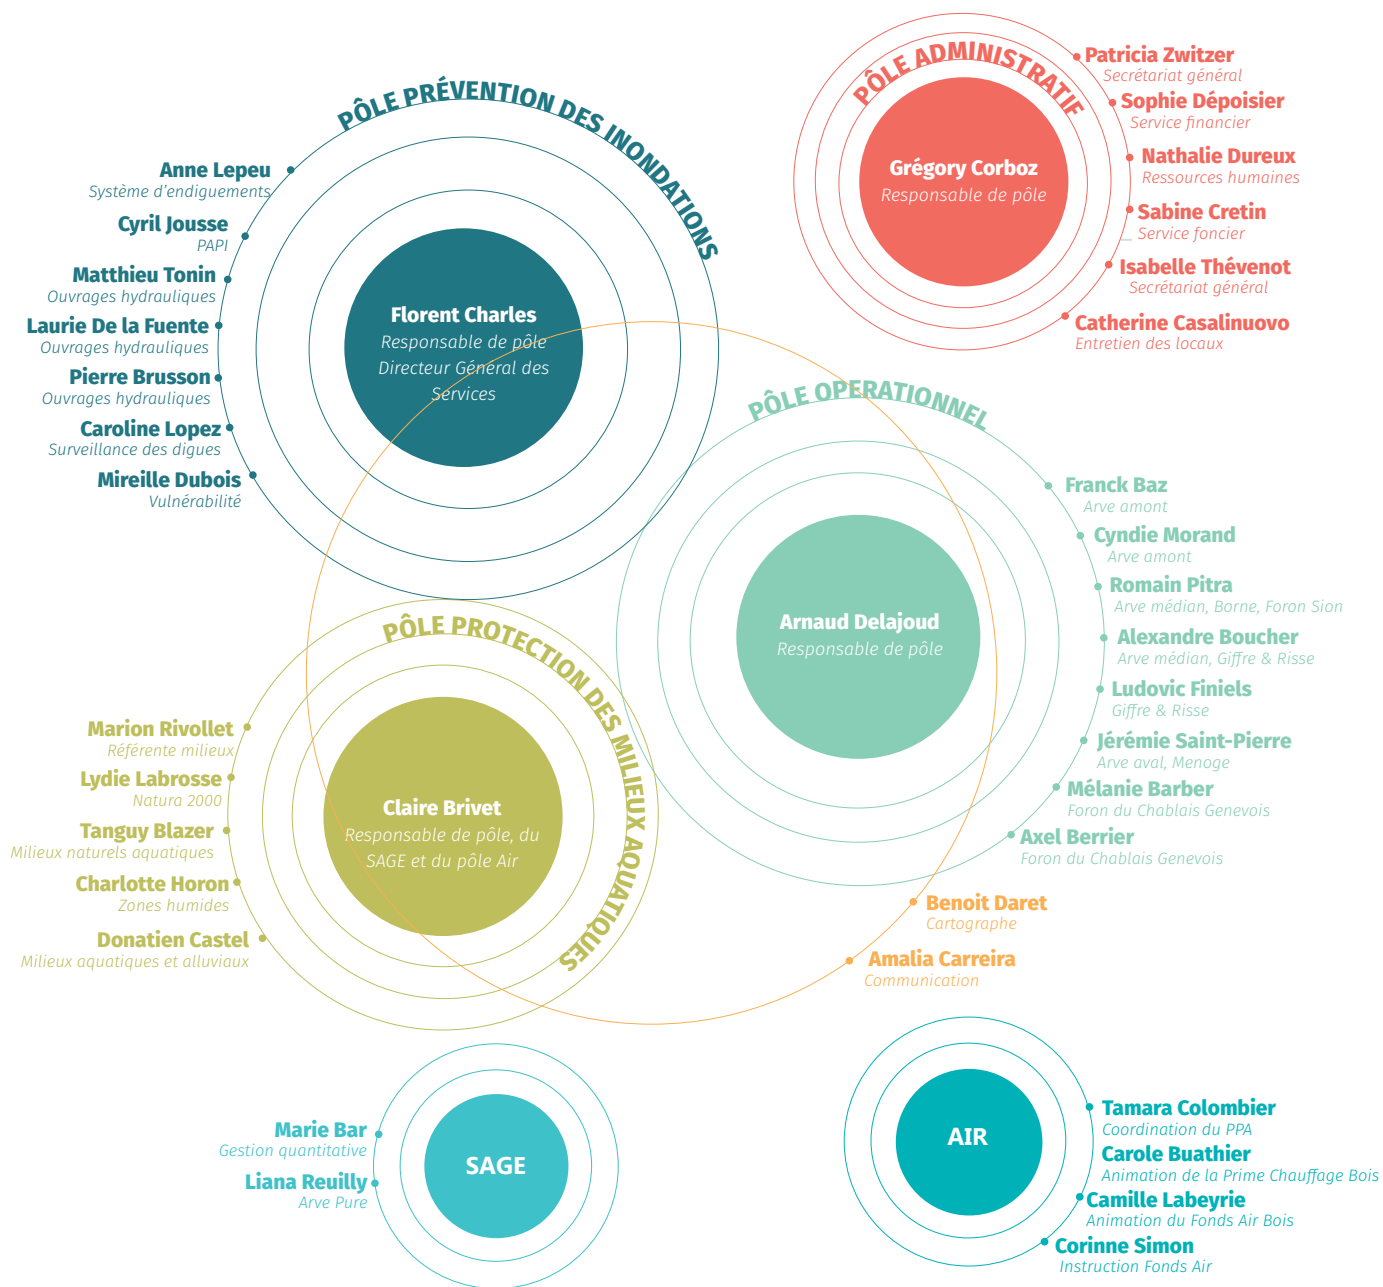 PÔLE PRÉVENTION DES INONDATIONS
Anne Lepeu
Système d'endiguements
Cyril Jousse
PAPI
Matthieu Tonin
Ouvrages hydrauliques
Laurie De la Fuente
Ouvrages hydrauliques
Pierre Brusson
Ouvrages hydrauliques
Caroline Lopez
Surveillance des digues
Mireille Dubois
Vulnérabilité
Florent Charles
Responsable de pôle
Directeur Général des
Services
PÔLE ADMINISTRATIF
Grégory Corboz
Responsable de pôle
Patricia Zwitzer
Secrétariat général
Sophie Dépoisier
Service financier
Nathalie Dureux
Ressources humaines
Sabine Cretin
Service foncier
Isabelle Thévenot
Secrétariat général
Catherine Casalinuovo
Entretien des locaux
PÔLE OPERATIONNEL
Arnaud Delajoud
Responsable de pôle
Franck Baz
Arve amont
Cyndie Morand
Arve amont
Romain Pitra
Arve médian, Borne, Foron Sion
Alexandre Boucher
Arve médian, Giffre & Risse
Ludovic Finiels
Giffre & Risse
Jérémie Saint-Pierre
Arve aval, Menoge
Mélanie Barber
Foron du Chablais Genevois
Axel Berrier
Foron du Chablais Genevois
PÔLE PROTECTION DES MILIEUX AQUATIQUES
Marion Rivollet
Référente milieux
Lydie Labrosse
Natura 2000
Tanguy Blazer
Milieux naturels aquatiques
Charlotte Horon
Zones humides
Donatien Castel
Milieux aquatiques et alluviaux
Claire Brivet
Responsable de pôle, du
SAGE et du pôle Air
Benoit Daret
Cartographe
Amalia Carreira
Communication
Marie Bar
Gestion quantitative
Liana Reuilly
Arve Pure
SAGE
AIR
Tamara Colombier
Coordination du PPA
Carole Buathier
Animation de la Prime Chauffage Bois
Camille Labeyrie
Animation du Fonds Air Bois
Corinne Simon
Instruction Fonds Air